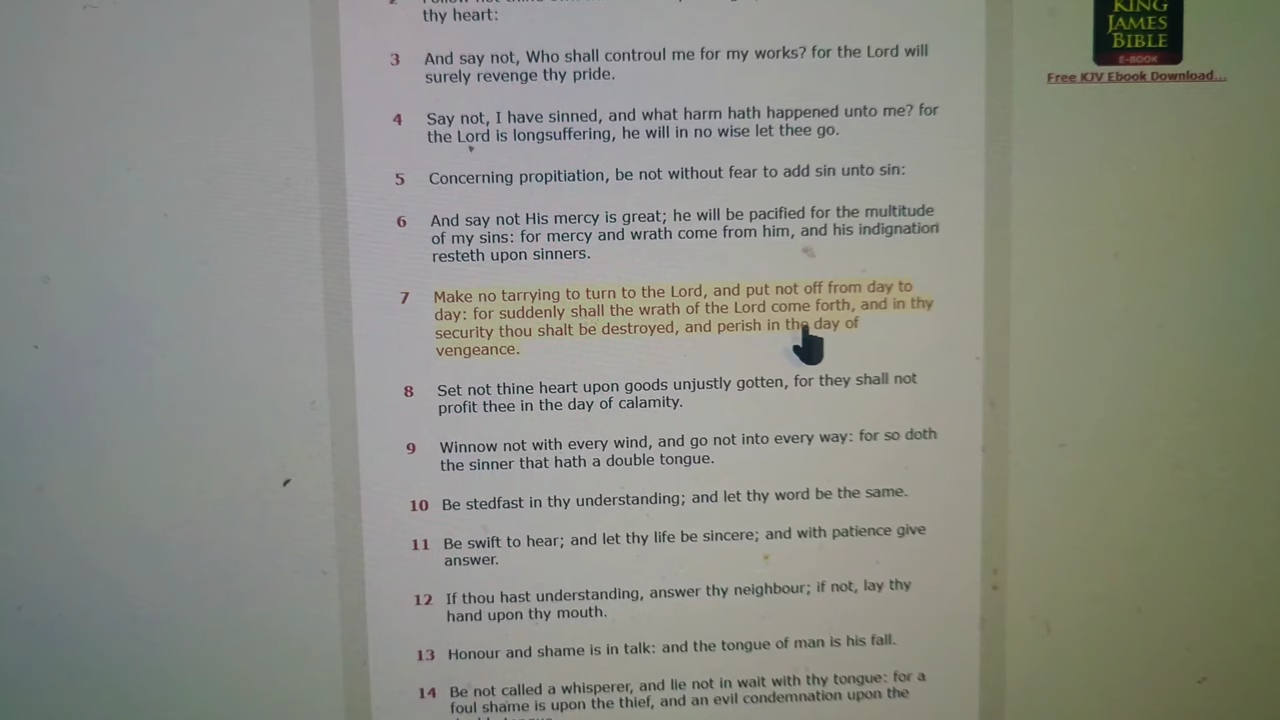 thy heart:
3 And say not, Who shall controul me for my works? for the Lord will
surely revenge thy pride.
4 Say not, I have sinned, and what harm hath happened unto me? for
the Lord is longsuffering, he will in no wise let thee go.
5 Concerning propitiation, be not without fear to add sin unto sin:
6 And say not His mercy is great; he will be pacified for the multitude
of my sins: for mercy and wrath come from him, and his indignation
resteth upon sinners.
7 Make no tarrying to turn to the Lord, and put not off from day to
day: for suddenly shall the wrath of the Lord come forth, and in thy
security thou shalt be destroyed, and perish in the day of
vengeance.
8 Set not thine heart upon goods unjustly gotten, for they shall not
profit thee in the day of calamity.
9 Winnow not with every wind, and go not into every way: for so doth
the sinner that hath a double tongue.
10 Be stedfast in thy understanding; and let thy word be the same.
11 Be swift to hear; and let thy life be sincere; and with patience give
answer.
12 If thou hast understanding, answer thy neighbour; if not, lay thy
hand upon thy mouth.
13 Honour and shame is in talk: and the tongue of man is his fall.
14 Be not called a whisperer, and lie not in wait with thy tongue: for a
foul shame is upon the thief, and an evil condemnation upon the
KING
JAMES
BIBLE
E-BOOK
Free KJV Ebook Download...